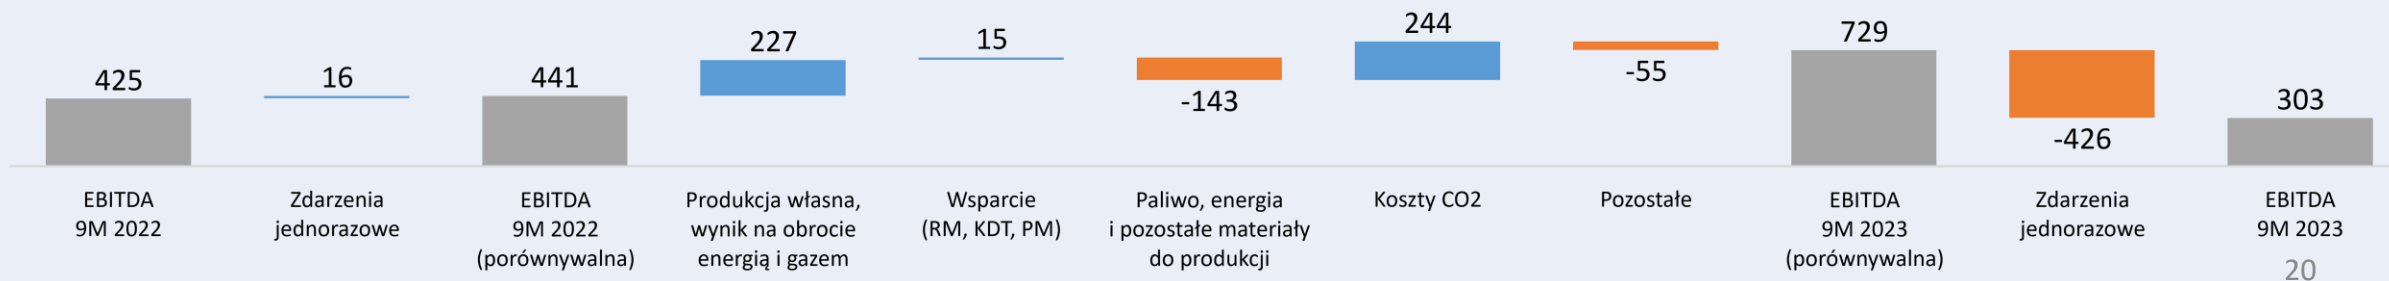 425
16
441
227
15
-143
244
-55
729
-426
303
EBITDA
9M 2022
Zdarzenia
jednorazowe
EBITDA
9M 2022
(porównywalna)
Produkcja własna,
wynik na obrocie
energią i gazem
Wsparcie
(RM, KDT, PM)
Paliwo, energia
i pozostałe materiały
do produkcji
Koszty CO2
Pozostałe
EBITDA
9M 2023
(porównywalna)
Zdarzenia
jednorazowe
EBITDA
9M 2023
20